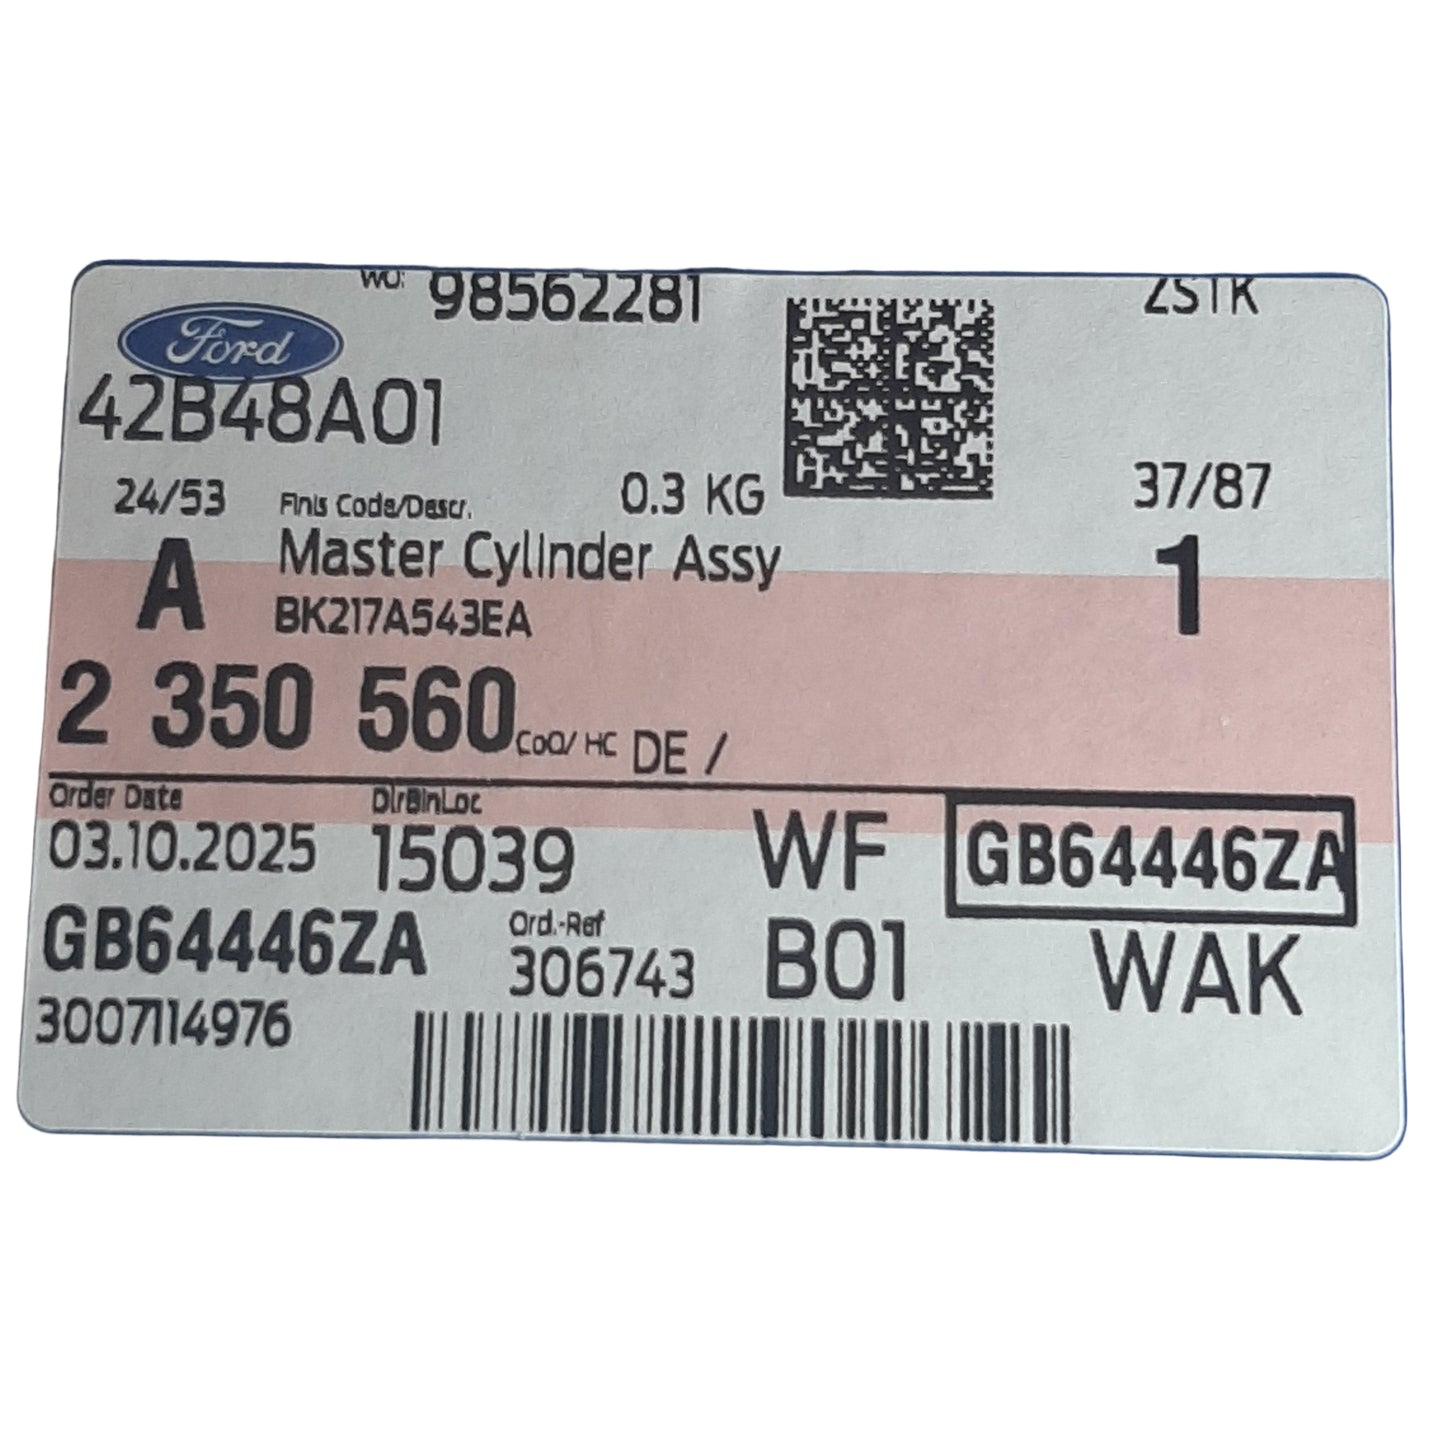 WO: 98562281 ZSTK
Ford
42B48A01
24/53 Finis Code/Descr. 0.3 KG 37/87
A Master Cylinder Assy 1
BK217A543EA
2 350 560 CoO/ HC DE /
Order Date DlrBinLoc
03.10.2025 15039 WF GB64446ZA
GB64446ZA Ord.-Ref B01 WAK
306743
3007114976